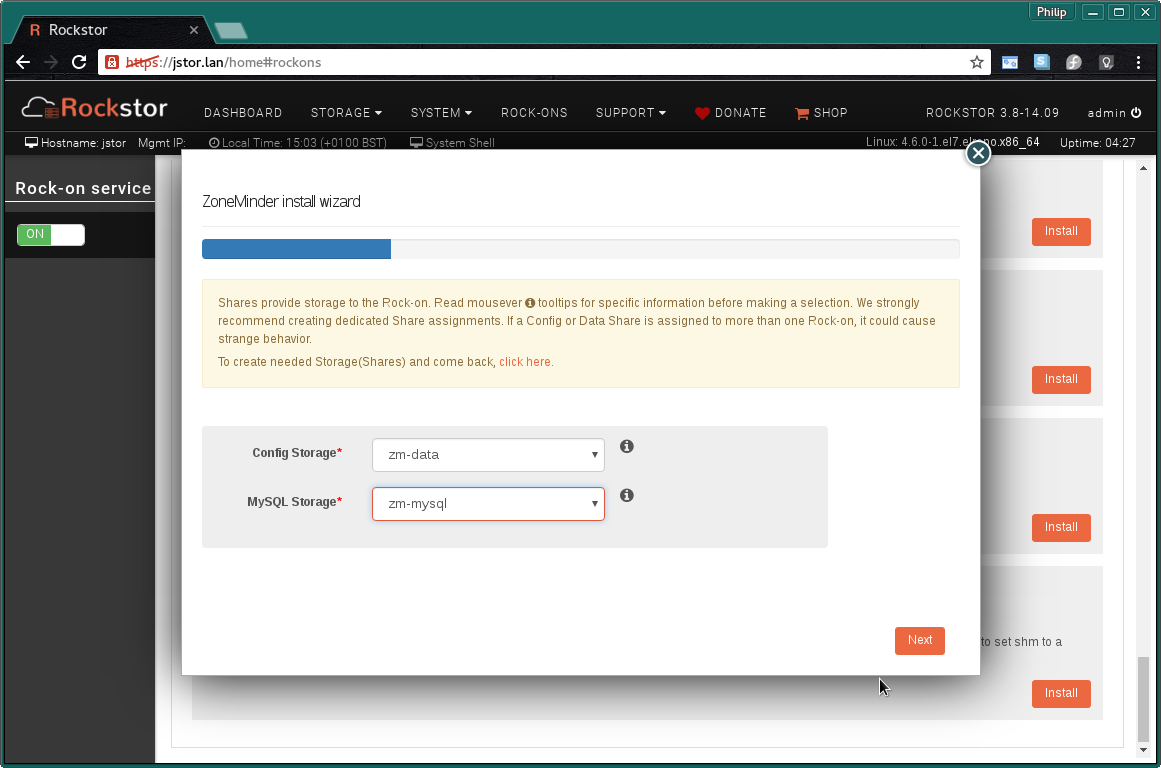 Philip
Rockstor
https://jstor.lan/home#rockons
Rockstor
DASHBOARD STORAGE SYSTEM ROCK-ONS SUPPORT DONATE SHOP ROCKSTOR 3.8-14.09 admin
Hostname: jstor Mgmt IP: Local Time: 15:03 (+0100 BST) System Shell Linux: 4.6.0-1.el7.elrepo.x86_64 Uptime: 04:27
Rock-on service
ON
ZoneMinder install wizard
Shares provide storage to the Rock-on. Read mousever tooltips for specific information before making a selection. We strongly
recommend creating dedicated Share assignments. If a Config or Data Share is assigned to more than one Rock-on, it could cause
strange behavior.
To create needed Storage(Shares) and come back, click here.
Config Storage* zm-data
MySQL Storage* zm-mysql
Next
Install
Install
Install
to set shm to a
Install